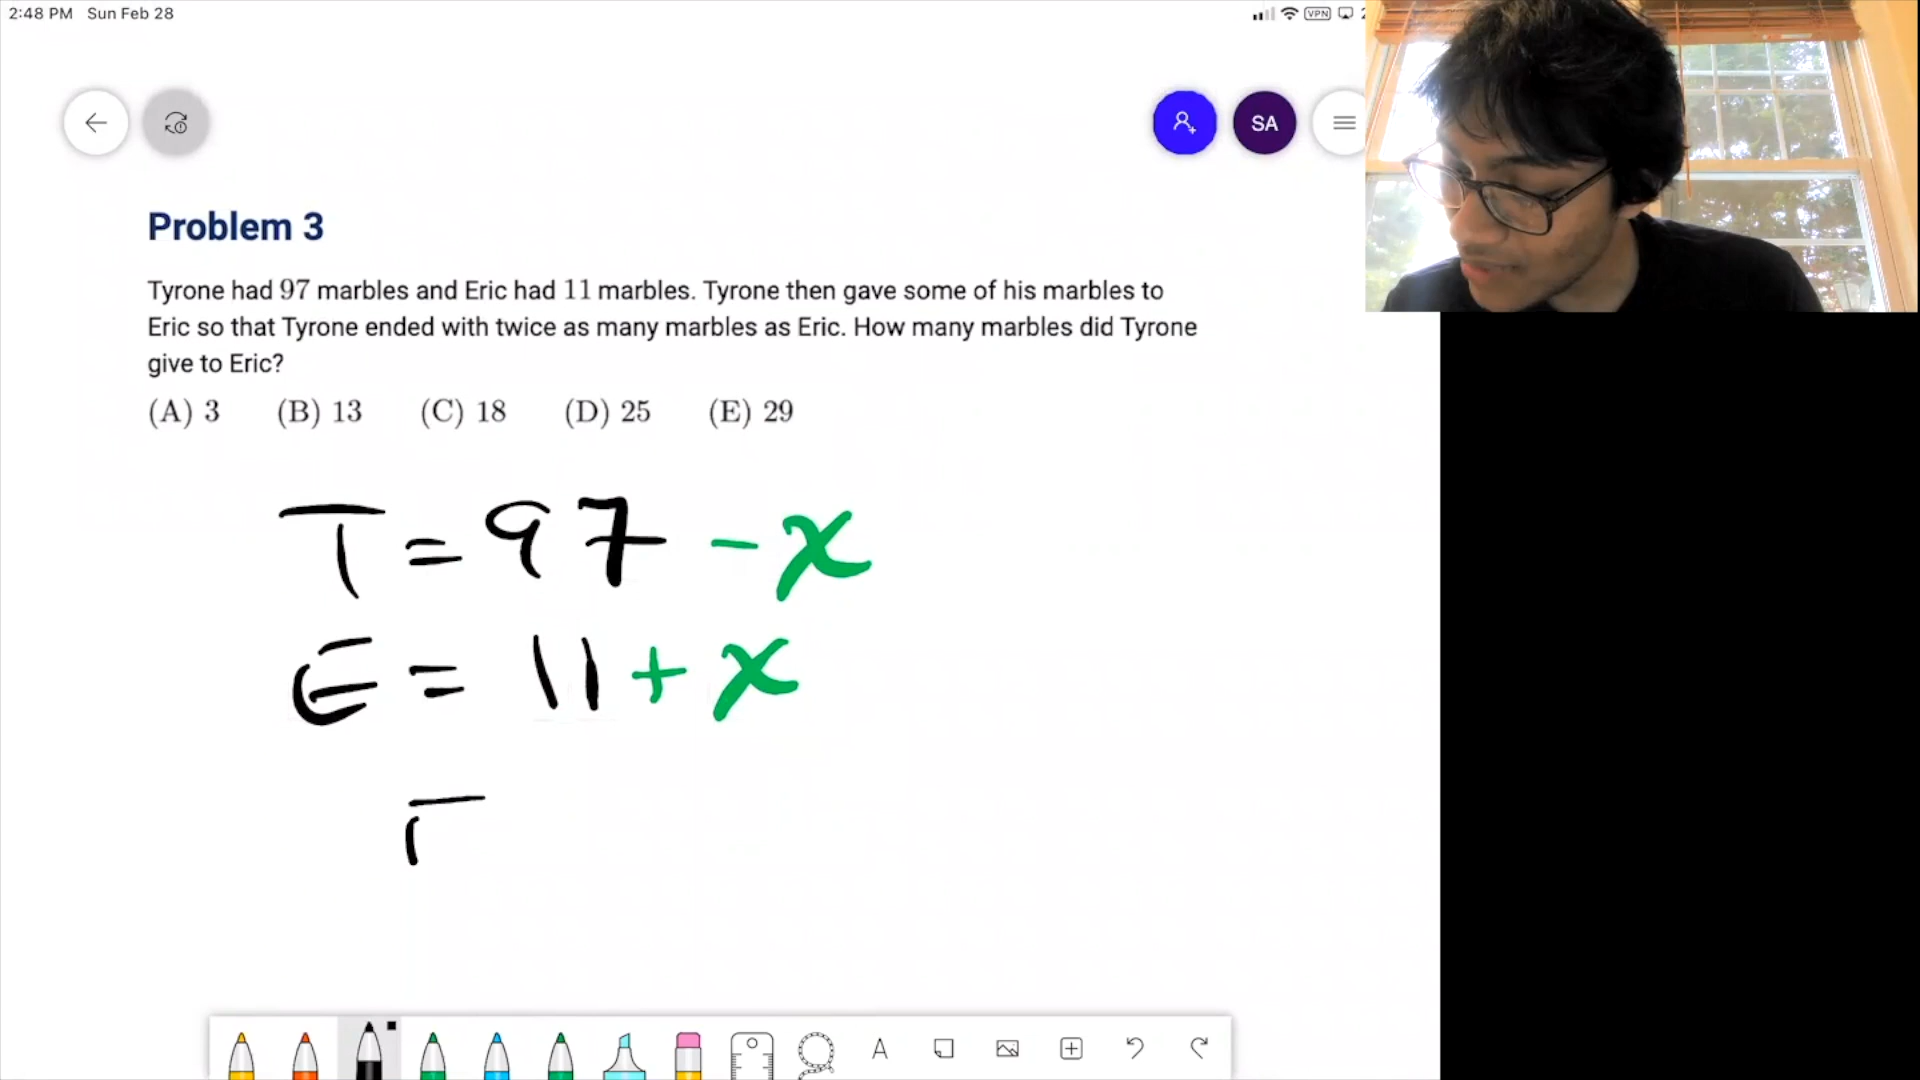 2:48 PM Sun Feb 28
VPN
SA
Problem 3
Tyrone had 97 marbles and Eric had 11 marbles. Tyrone then gave some of his marbles to
Eric so that Tyrone ended with twice as many marbles as Eric. How many marbles did Tyrone
give to Eric?
(A) 3 (B) 13 (C) 18 (D) 25 (E) 29
T = 97 - x
E = 11 + x
A